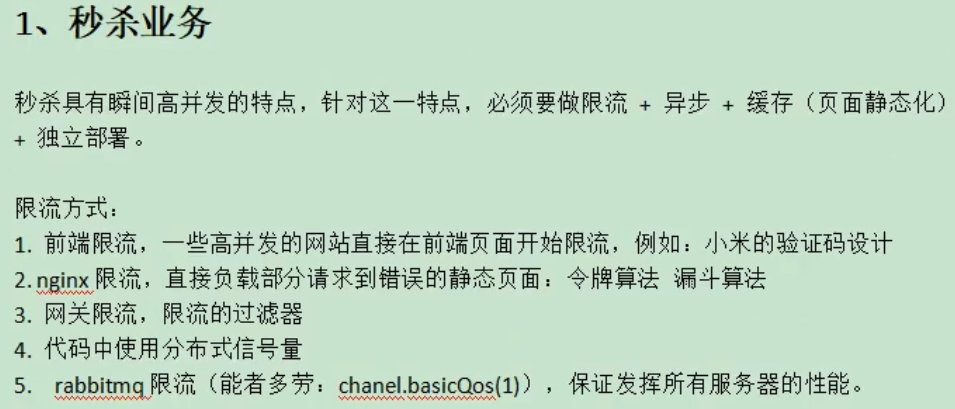 1、秒杀业务
秒杀具有瞬间高并发的特点，针对这一特点，必须要做限流 + 异步 + 缓存（页面静态化）
+ 独立部署。
限流方式：
1. 前端限流，一些高并发的网站直接在前端页面开始限流，例如：小米的验证码设计
2. nginx 限流，直接负载部分请求到错误的静态页面：令牌算法 漏斗算法
3. 网关限流，限流的过滤器
4. 代码中使用分布式信号量
5. rabbitmq 限流（能者多劳：chanel.basicQos(1)），保证发挥所有服务器的性能。